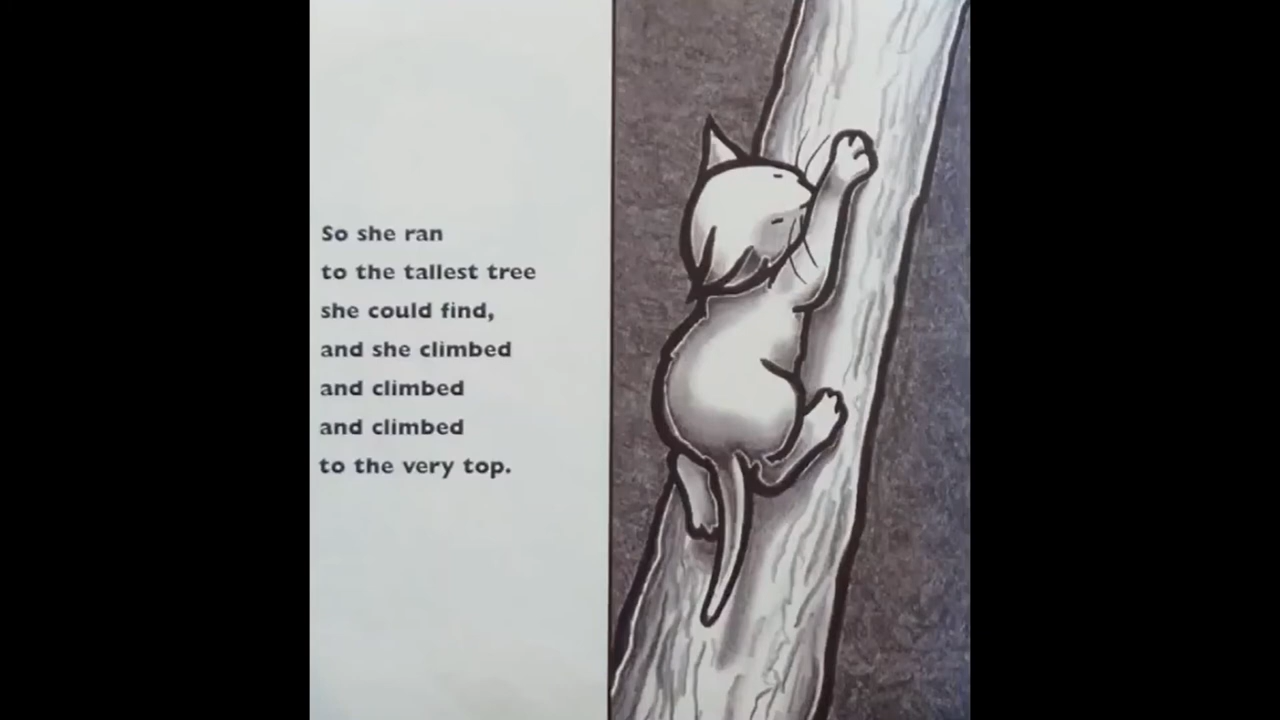 So she ran
to the tallest tree
she could find,
and she climbed
and climbed
and climbed
to the very top.